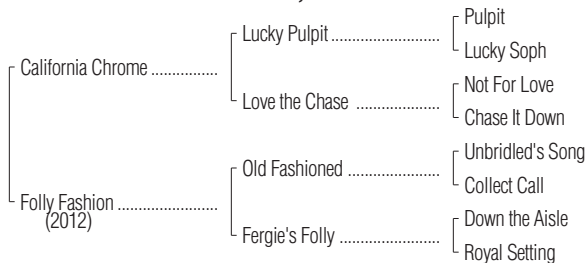 Pulpit
Lucky Pulpit ........................
Lucky Soph
California Chrome ................
Not For Love
Love the Chase ..................
Chase It Down
Unbridled's Song
Old Fashioned ....................
Collect Call
Folly Fashion ........................
(2012)
Down the Aisle
Fergie's Folly ......................
Royal Setting